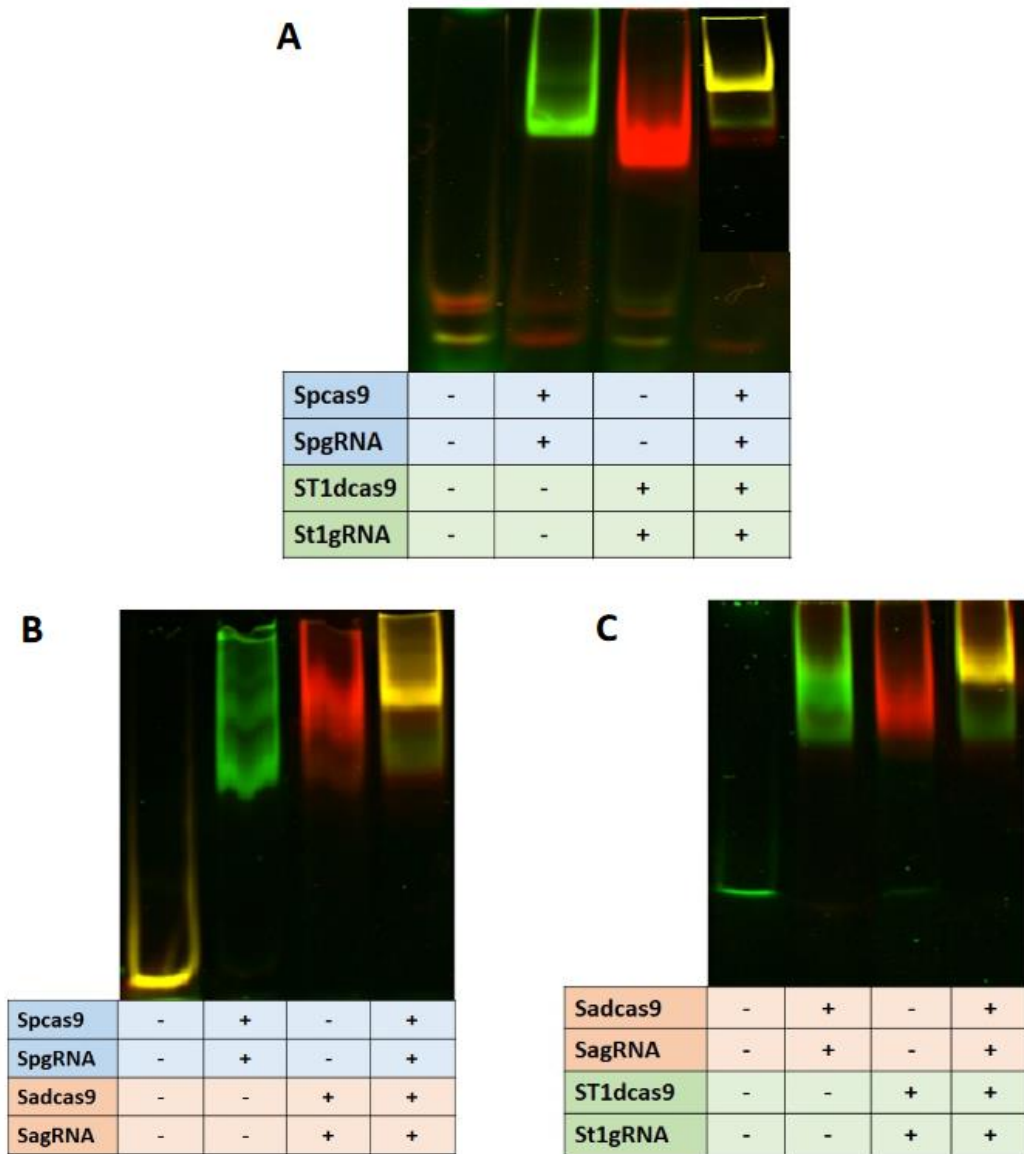 A
Spcas9 - + - +
SpgRNA - + - +
ST1dcas9 - - + +
St1gRNA - - + +
B
Spcas9 - + - +
SpgRNA - + - +
Sadcas9 - - + +
SagRNA - - + +
C
Sadcas9 - + - +
SagRNA - + - +
ST1dcas9 - - + +
St1gRNA - - + +